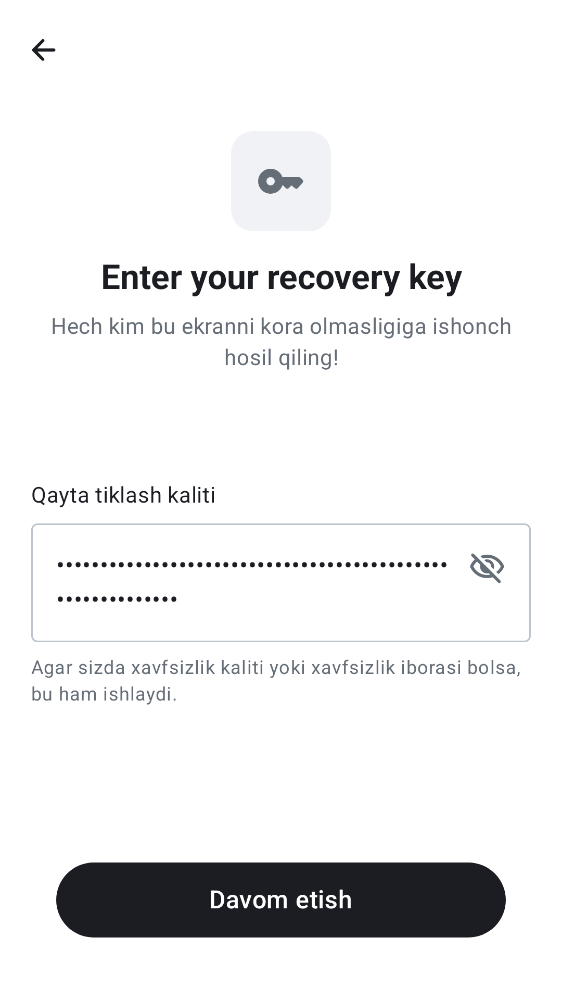 Enter your recovery key
Hech kim bu ekranni kora olmasligiga ishonch
hosil qiling!
Qayta tiklash kaliti
•••••••••••••••••••••••••••••••••••••••••••••
••••••••••••••
Agar sizda xavfsizlik kaliti yoki xavfsizlik iborasi bolsa,
bu ham ishlaydi.
Davom etish